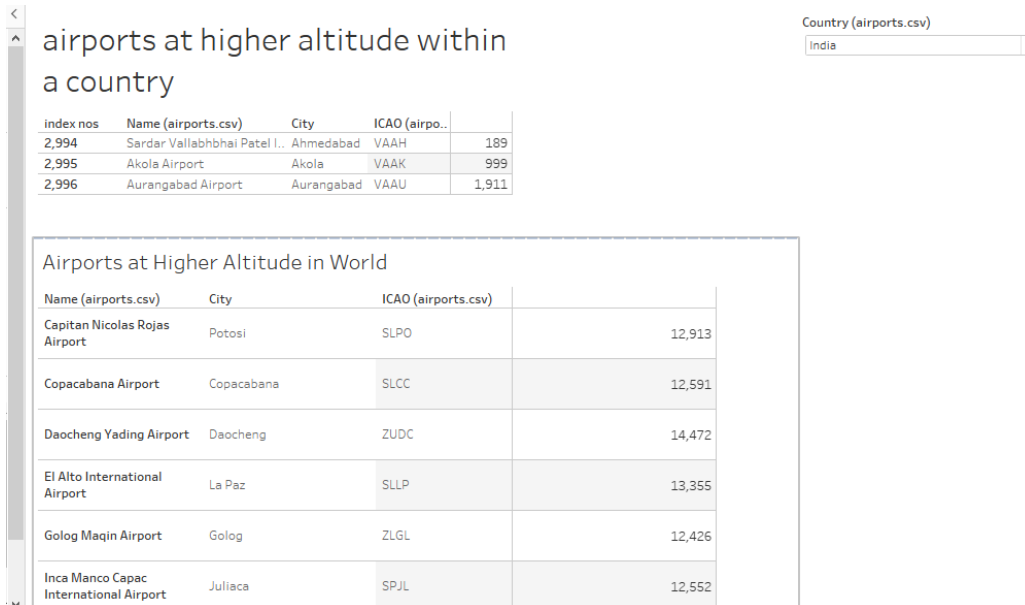 airports at higher altitude within
a country
Country (airports.csv)
India
index nos Name (airports.csv) City ICAO (airpo..
2,994 Sardar Vallabhbhai Patel I.. Ahmedabad VAAH 189
2,995 Akola Airport Akola VAAK 999
2,996 Aurangabad Airport Aurangabad VAAU 1,911
Airports at Higher Altitude in World
Name (airports.csv) City ICAO (airports.csv)
Capitan Nicolas Rojas
Airport Potosi SLPO 12,913
Copacabana Airport Copacabana SLCC 12,591
Daocheng Yading Airport Daocheng ZUDC 14,472
El Alto International
Airport La Paz SLLP 13,355
Golog Maqin Airport Golog ZLGL 12,426
Inca Manco Capac
International Airport Juliaca SPJL 12,552